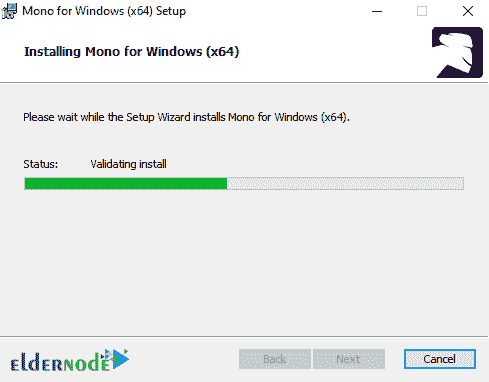 Mono for Windows (x64) Setup
Installing Mono for Windows (x64)
Please wait while the Setup Wizard installs Mono for Windows (x64).
Status: Validating install
eldernode
Back Next Cancel